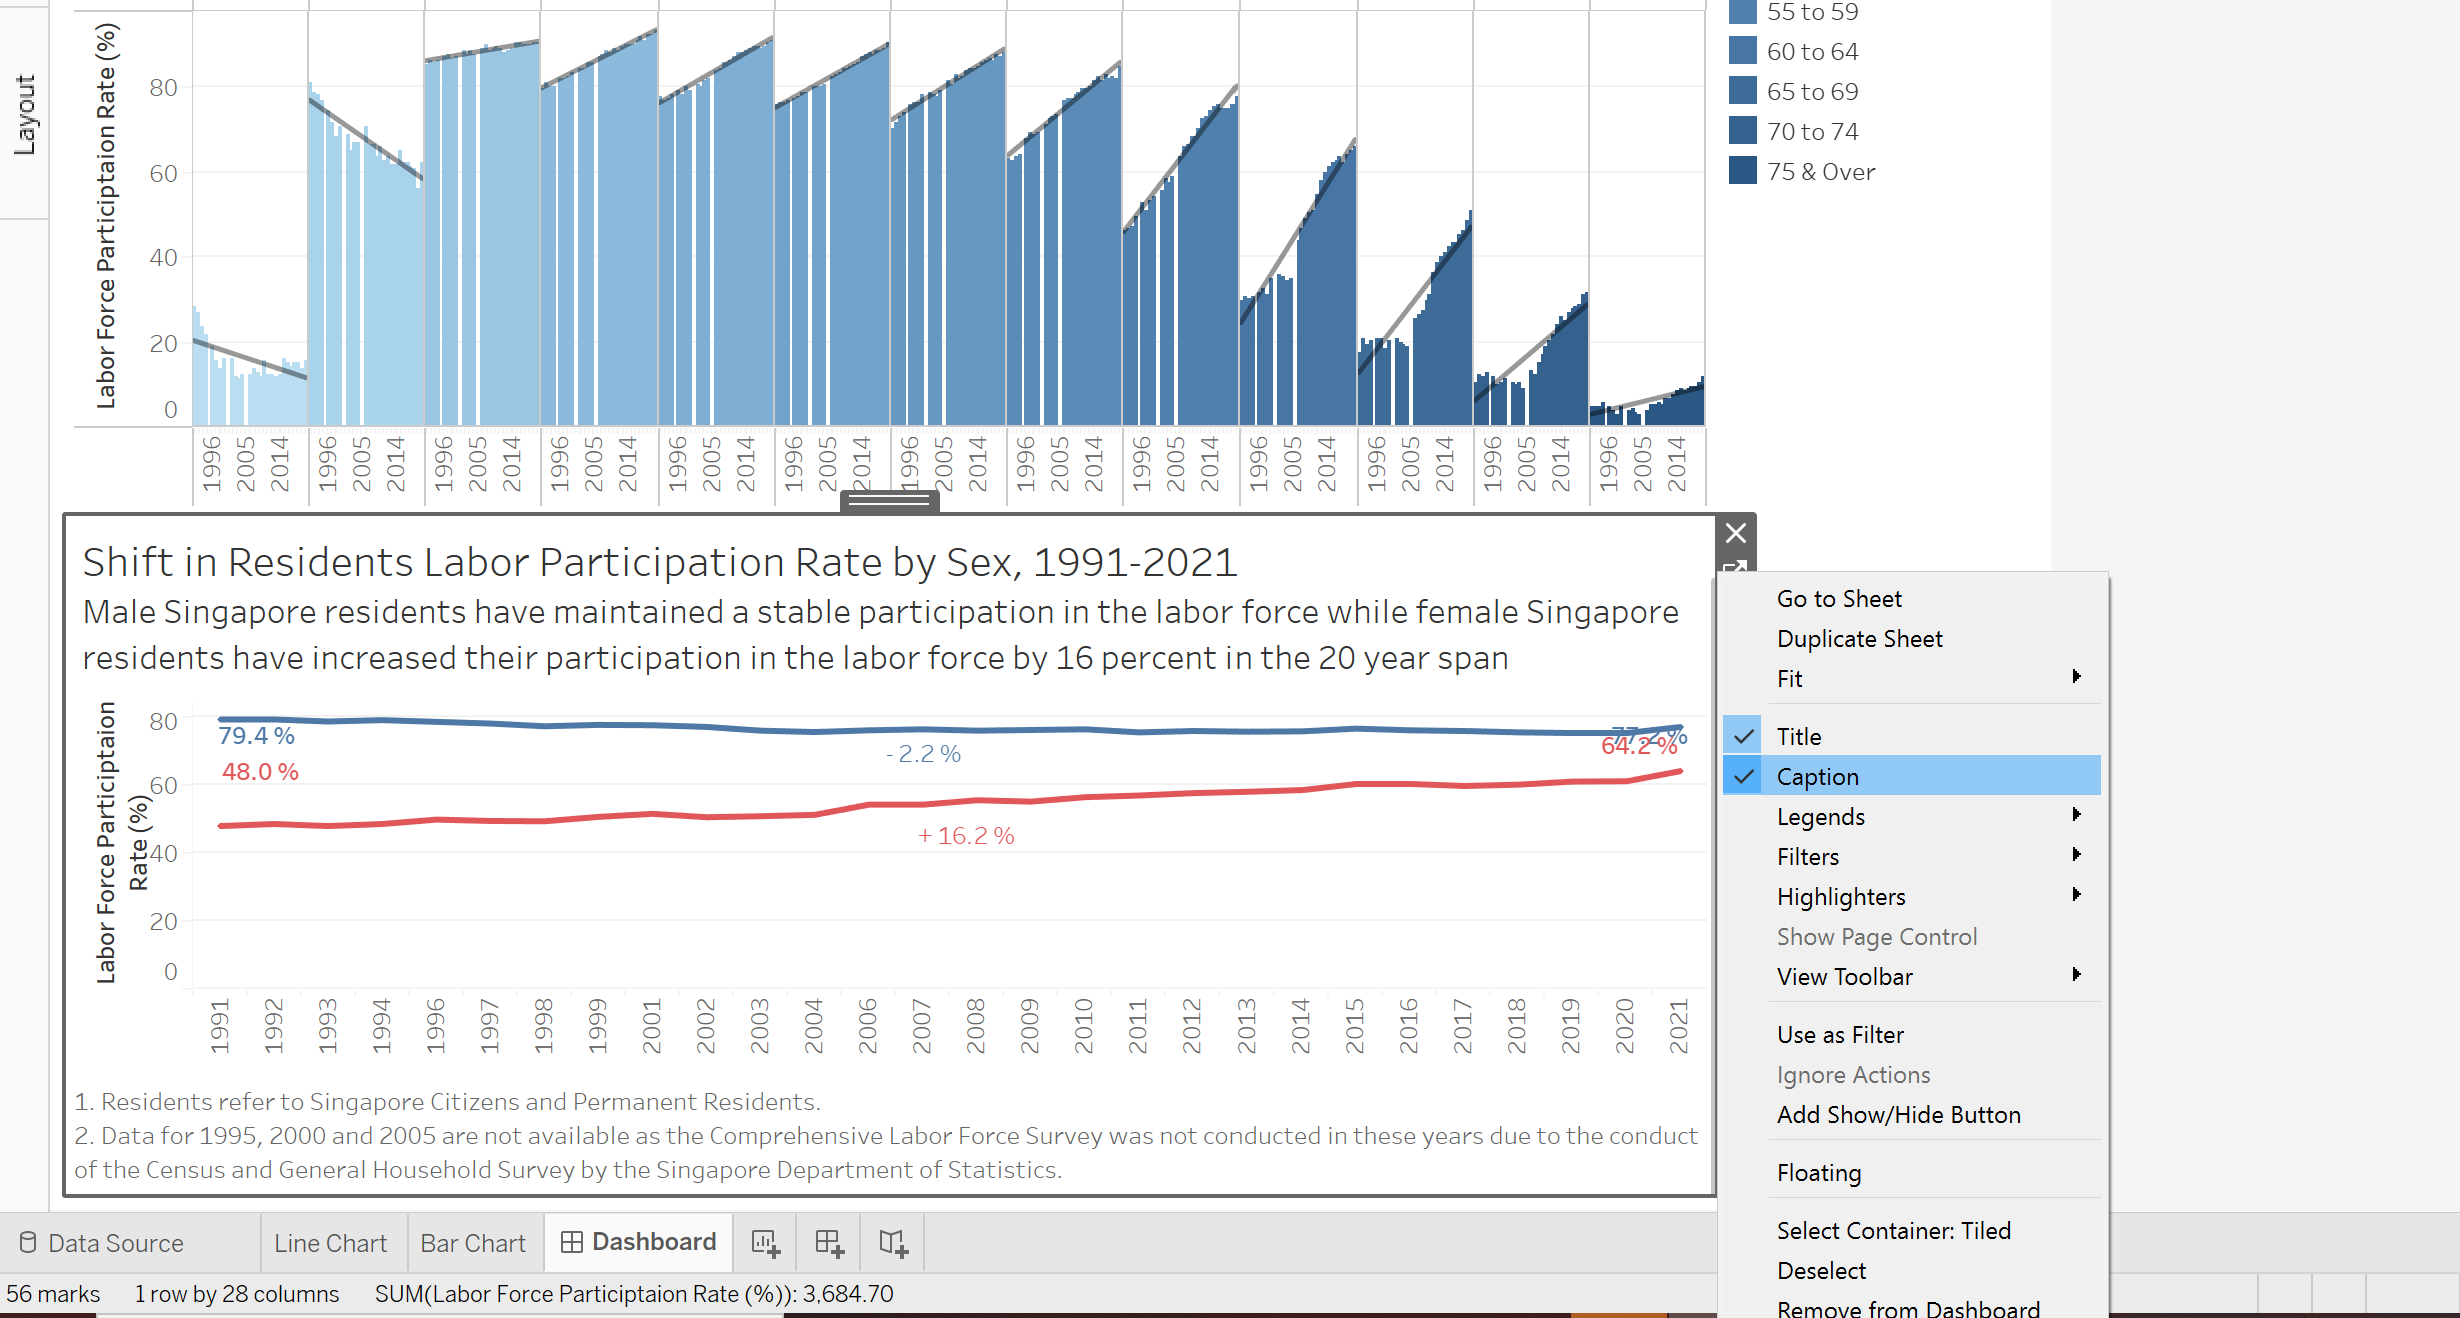 Layout
Labor Force Participtaion Rate (%)
80
60
40
20
0
1996 2005 2014 1996 2005 2014 1996 2005 2014 1996 2005 2014 1996 2005 2014 1996 2005 2014 1996 2005 2014 1996 2005 2014 1996 2005 2014 1996 2005 2014 1996 2005 2014 1996 2005 2014 1996 2005 2014
55 to 59
60 to 64
65 to 69
70 to 74
75 & Over
Shift in Residents Labor Participation Rate by Sex, 1991-2021
Male Singapore residents have maintained a stable participation in the labor force while female Singapore
residents have increased their participation in the labor force by 16 percent in the 20 year span
Labor Force Participtaion
Rate (%)
80
60
40
20
0
79.4 %
48.0 %
- 2.2 %
+ 16.2 %
77.2 %
64.2 %
1991 1992 1993 1994 1996 1997 1998 1999 2001 2002 2003 2004 2006 2007 2008 2009 2010 2011 2012 2013 2014 2015 2016 2017 2018 2019 2020 2021
1. Residents refer to Singapore Citizens and Permanent Residents.
2. Data for 1995, 2000 and 2005 are not available as the Comprehensive Labor Force Survey was not conducted in these years due to the conduct
of the Census and General Household Survey by the Singapore Department of Statistics.
Go to Sheet
Duplicate Sheet
Fit
Title
Caption
Legends
Filters
Highlighters
Show Page Control
View Toolbar
Use as Filter
Ignore Actions
Add Show/Hide Button
Floating
Select Container: Tiled
Deselect
Remove from Dashboard
Data Source
Line Chart
Bar Chart
Dashboard
56 marks
1 row by 28 columns
SUM(Labor Force Participtaion Rate (%)): 3,684.70